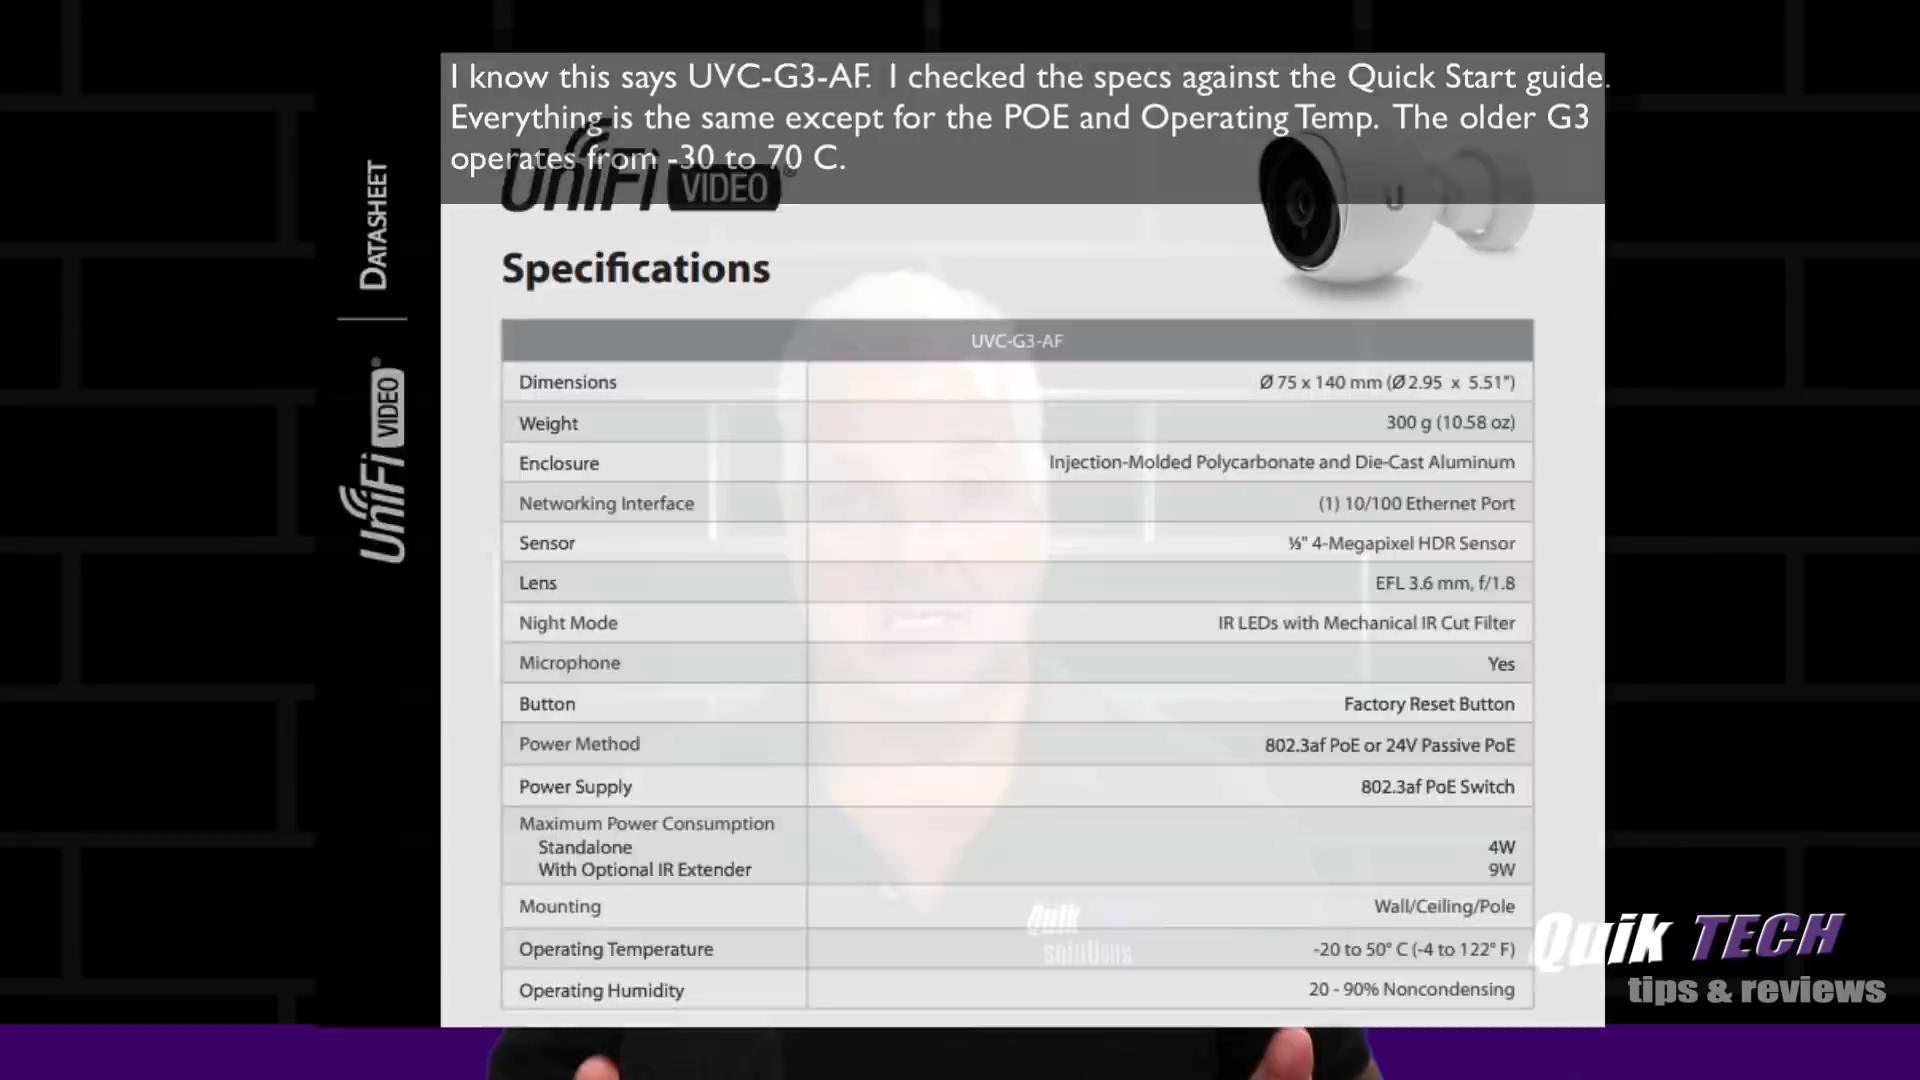 I know this says UVC-G3-AF. I checked the specs against the Quick Start guide.
Everything is the same except for the POE and Operating Temp. The older G3
operates from -30 to 70 C.
UniFi VIDEO®
DATASHEET
UniFi VIDEO®
Specifications
U
UVC-G3-AF
Dimensions Ø 75 x 140 mm (Ø 2.95 x 5.51")
Weight 300 g (10.58 oz)
Enclosure Injection-Molded Polycarbonate and Die-Cast Aluminum
Networking Interface (1) 10/100 Ethernet Port
Sensor ⅓" 4-Megapixel HDR Sensor
Lens EFL 3.6 mm, f/1.8
Night Mode IR LEDs with Mechanical IR Cut Filter
Microphone Yes
Button Factory Reset Button
Power Method 802.3af PoE or 24V Passive PoE
Power Supply 802.3af PoE Switch
Maximum Power Consumption
Standalone 4W
With Optional IR Extender 9W
Mounting Wall/Ceiling/Pole
Operating Temperature -20 to 50° C (-4 to 122° F)
Operating Humidity 20 - 90% Noncondensing
Quik
solutions
Quik TECH
tips & reviews